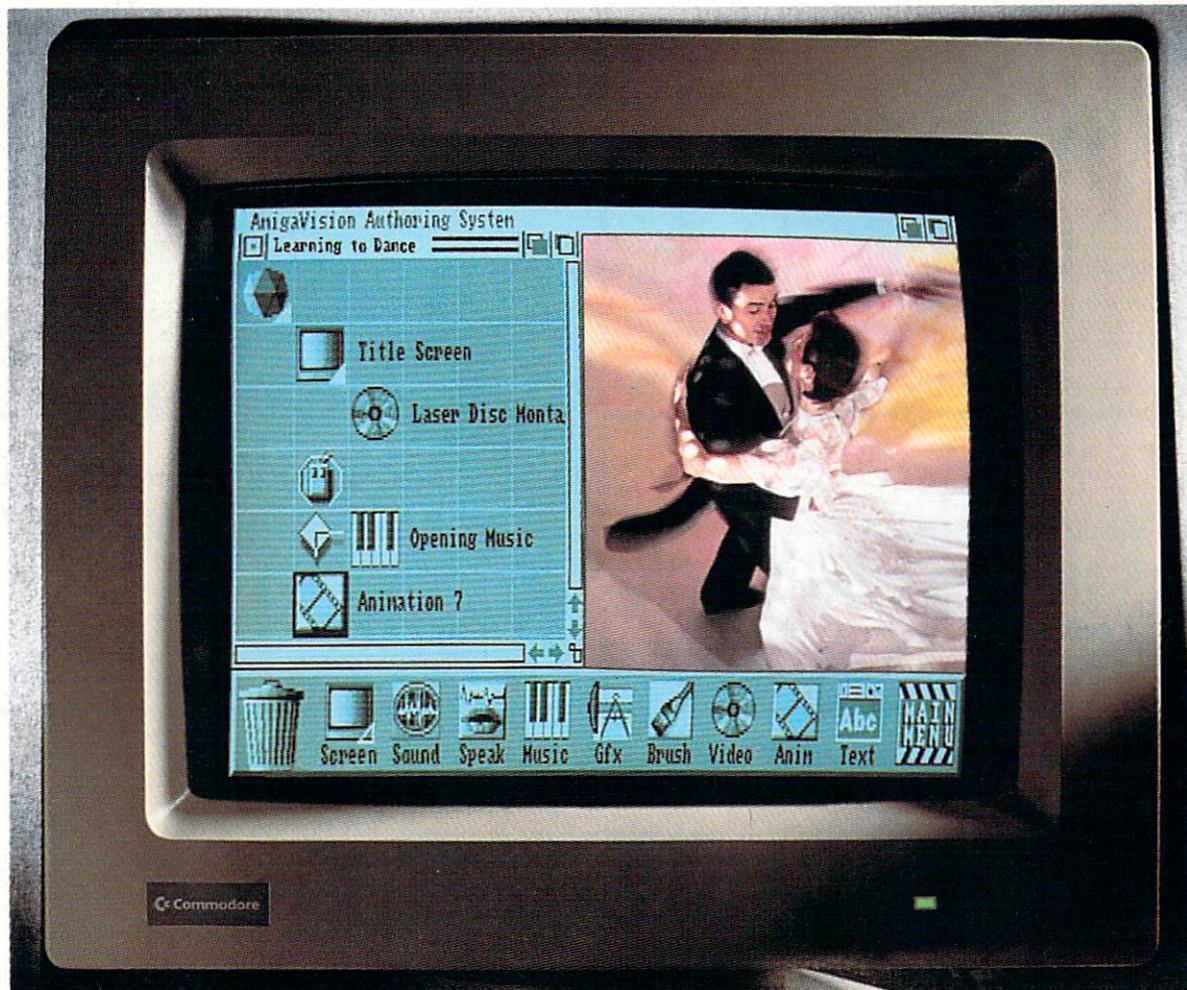 AmigaVision Authoring System
Learning to Dance
Title Screen
Laser Disc Monta
Opening Music
Animation ?
Screen Sound Speak Music Gfx Brush Video Anim Text
Abc
MAIN
MENU
Commodore